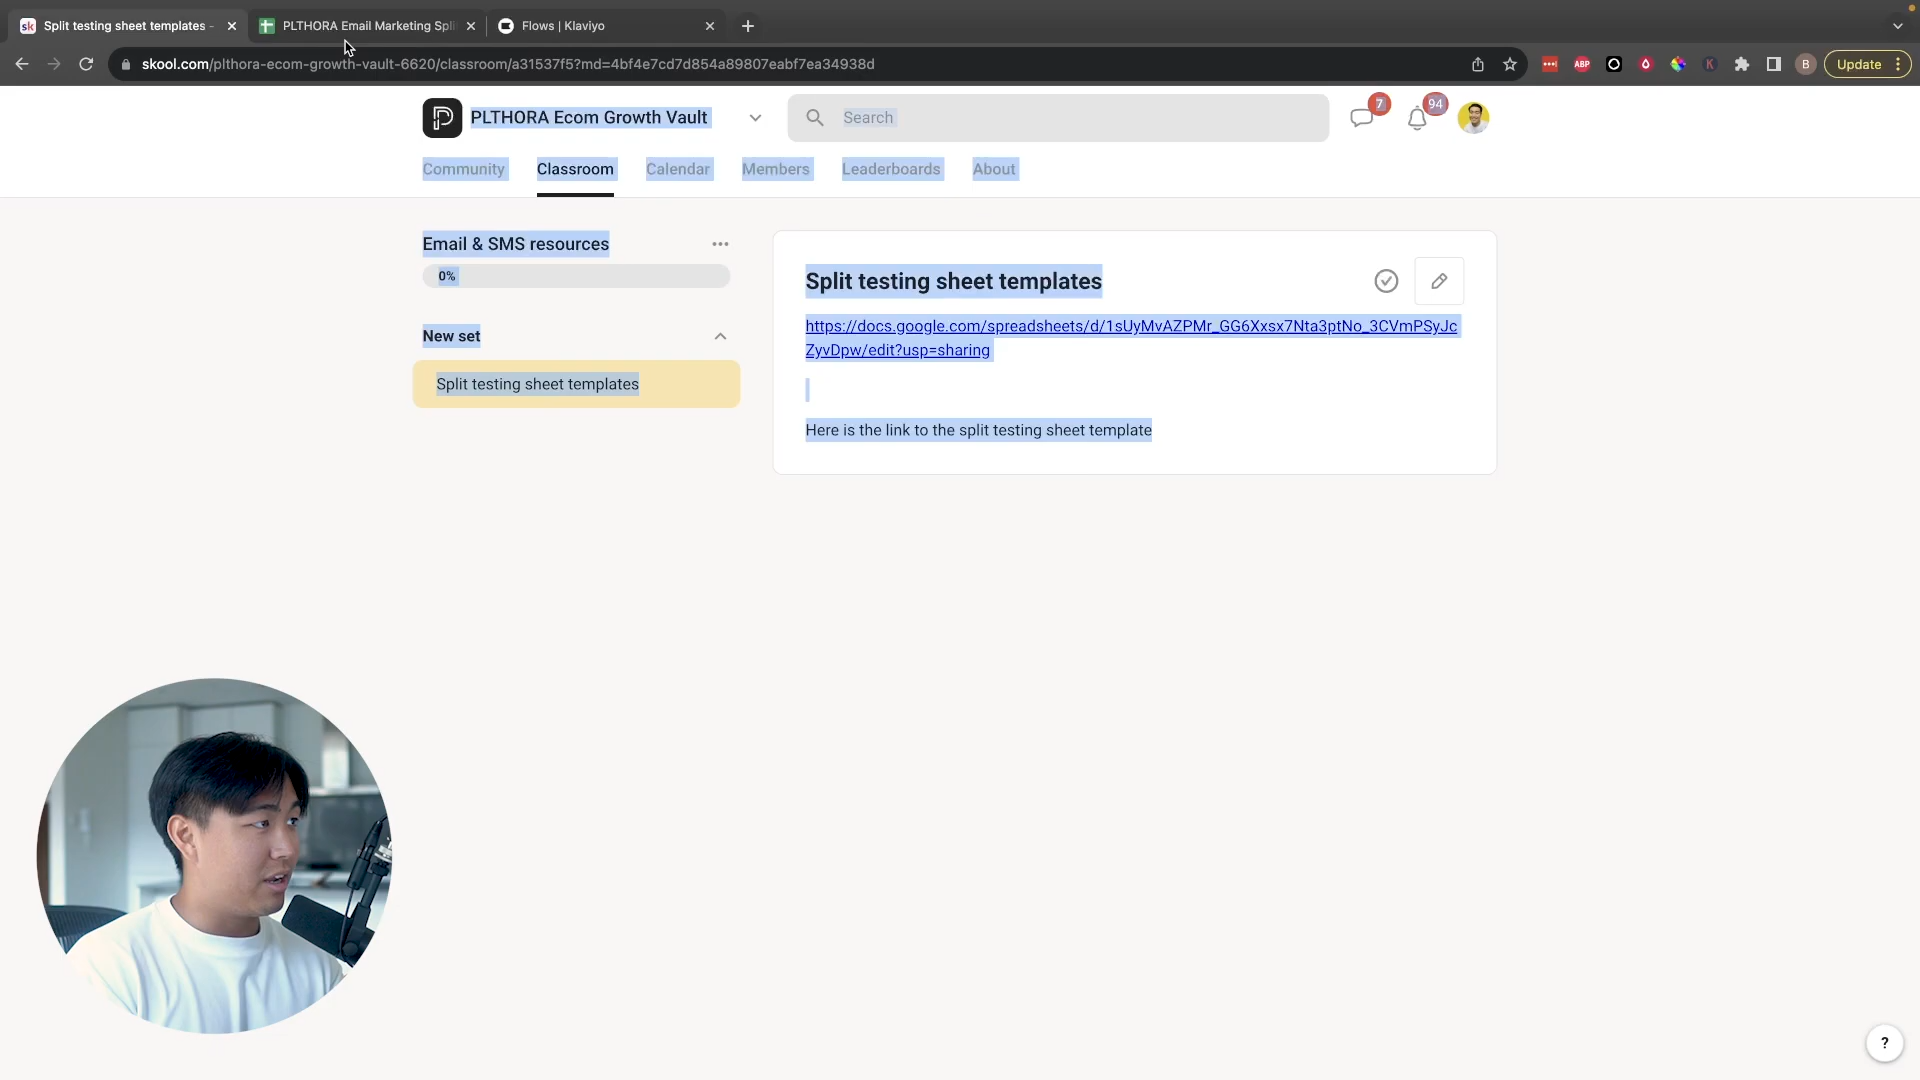 sk Split testing sheet templates -
PLTHORA Email Marketing Spli
Flows | Klaviyo
skool.com/plthora-ecom-growth-vault-6620/classroom/a31537f5?md=4bf4e7cd7d854a89807eabf7ea34938d
ABP
K
B
Update
PLTHORA Ecom Growth Vault
Search
7
94
Community
Classroom
Calendar
Members
Leaderboards
About
Email & SMS resources
0%
New set
Split testing sheet templates
Split testing sheet templates
https://docs.google.com/spreadsheets/d/1sUyMvAZPMr_GG6Xxsx7Nta3ptNo_3CVmPSyJc
ZyvDpw/edit?usp=sharing
Here is the link to the split testing sheet template
?